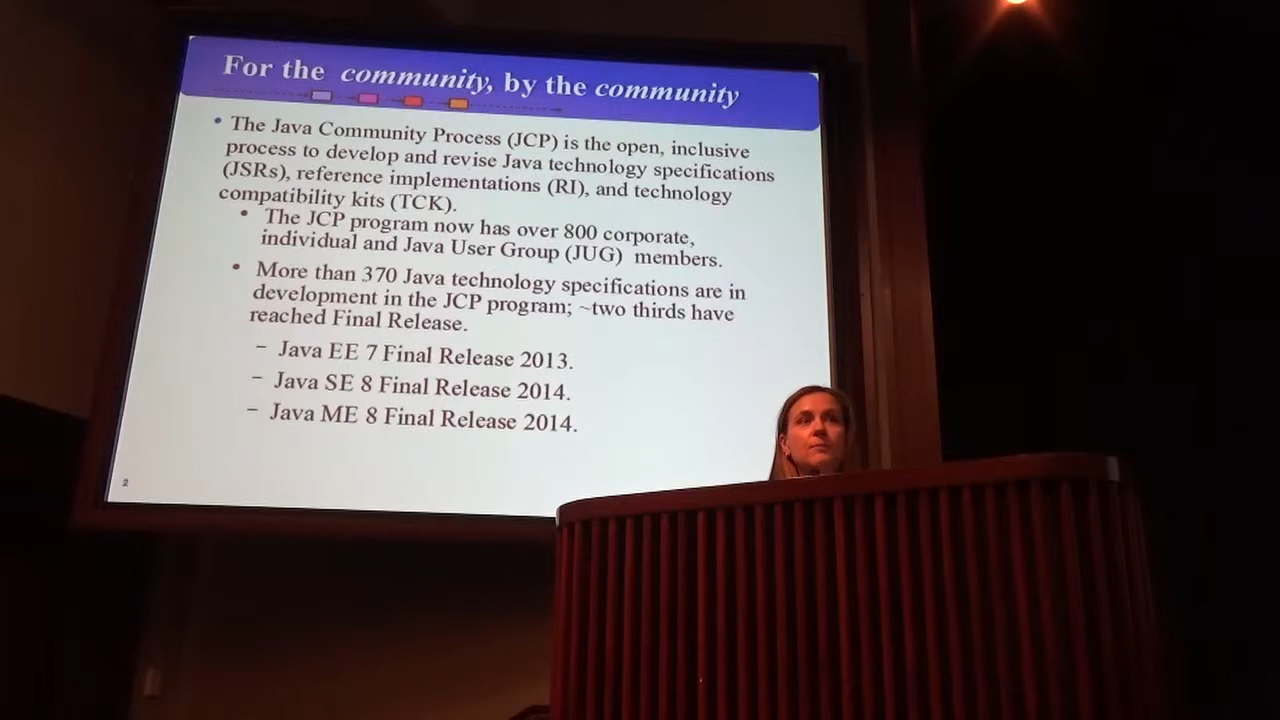 For the community, by the community
• The Java Community Process (JCP) is the open, inclusive
process to develop and revise Java technology specifications
(JSRs), reference implementations (RI), and technology
compatibility kits (TCK).
• The JCP program now has over 800 corporate,
individual and Java User Group (JUG) members.
• More than 370 Java technology specifications are in
development in the JCP program; ~two thirds have
reached Final Release.
– Java EE 7 Final Release 2013.
– Java SE 8 Final Release 2014.
– Java ME 8 Final Release 2014.
2